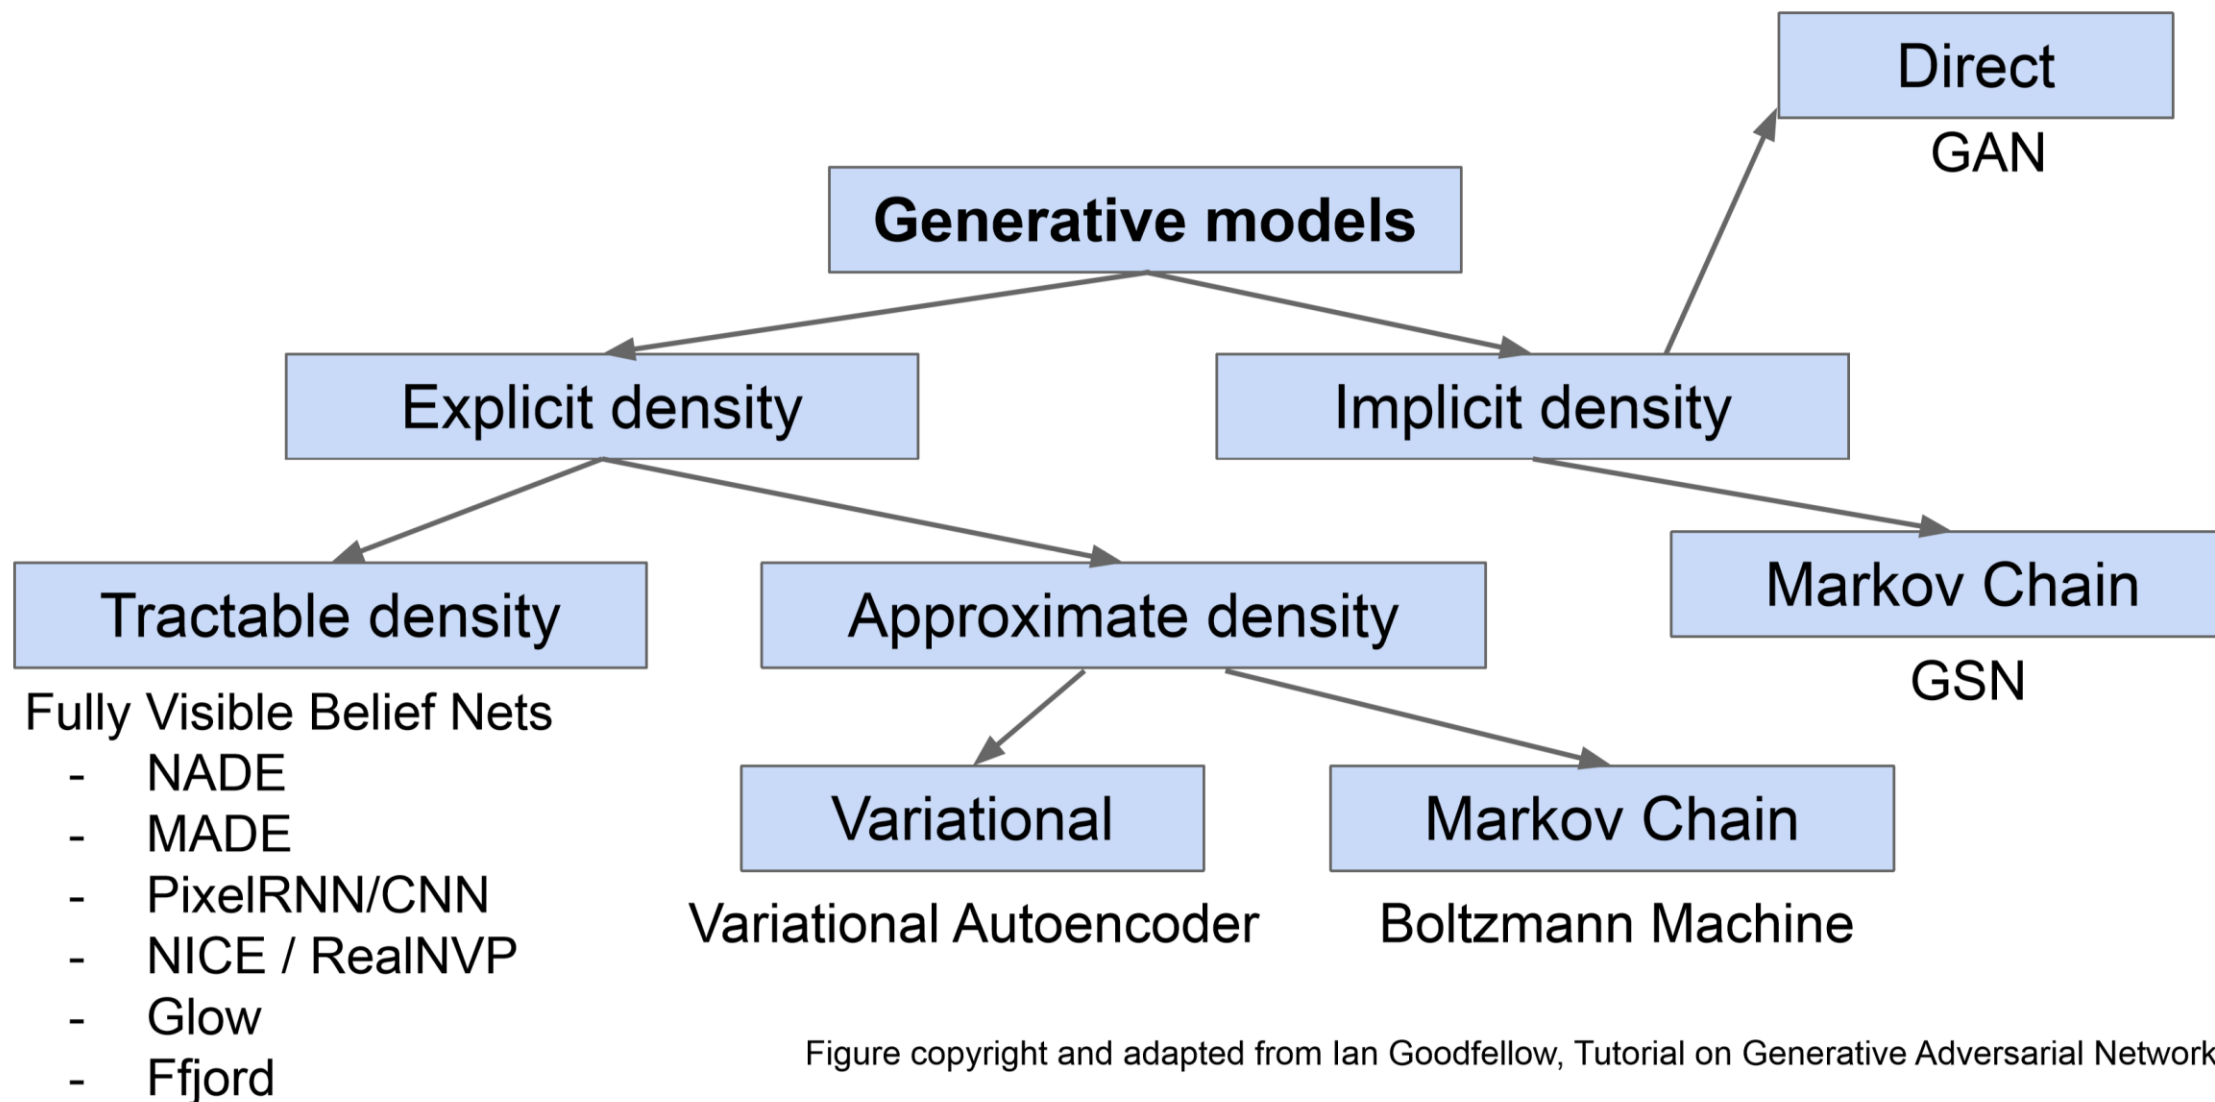 Direct
GAN
Generative models
Explicit density
Implicit density
Tractable density
Approximate density
Markov Chain
GSN
Fully Visible Belief Nets
- NADE
- MADE
- PixelRNN/CNN
- NICE / RealNVP
- Glow
- Ffjord
Variational
Markov Chain
Variational Autoencoder
Boltzmann Machine
Figure copyright and adapted from Ian Goodfellow, Tutorial on Generative Adversarial Network